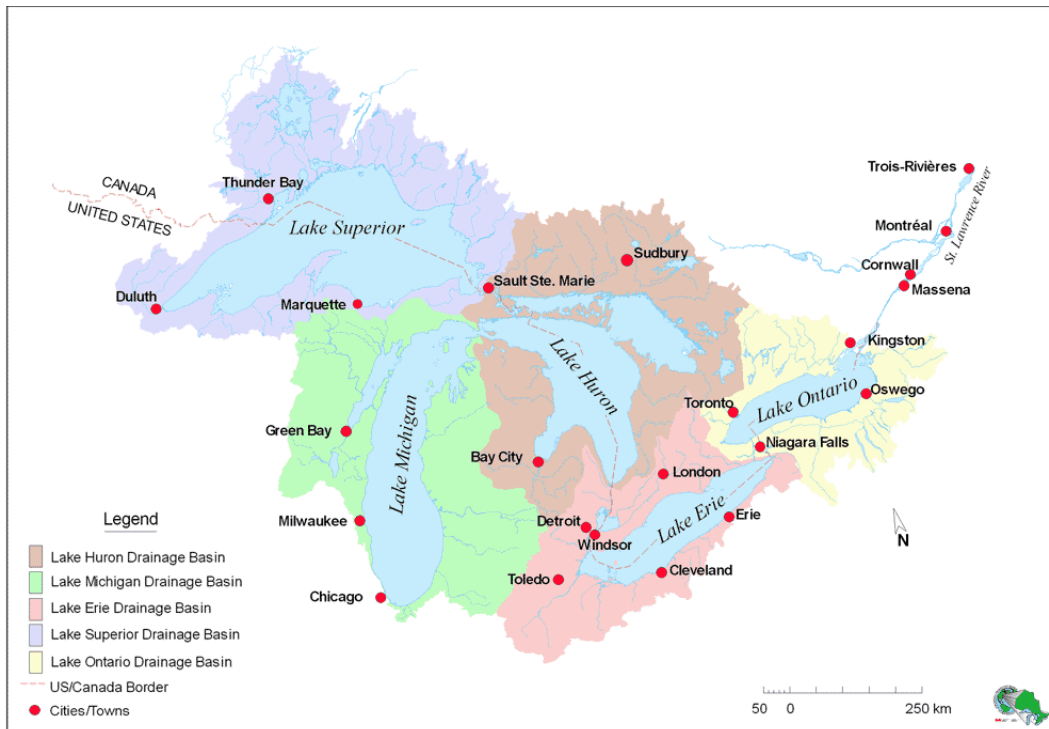 Trois-Rivières
Thunder Bay
CANADA
UNITED STATES
Lake Superior
Montréal
St. Lawrence River
Sudbury
Cornwall
Sault Ste. Marie
Massena
Duluth
Marquette
Kingston
Lake Huron
Lake Ontario
Oswego
Toronto
Lake Michigan
Green Bay
Niagara Falls
Bay City
London
Lake Erie
Erie
Milwaukee
Detroit
Windsor
N
Toledo
Cleveland
Chicago
Legend
Lake Huron Drainage Basin
Lake Michigan Drainage Basin
Lake Erie Drainage Basin
Lake Superior Drainage Basin
Lake Ontario Drainage Basin
US/Canada Border
Cities/Towns
50 0 250 km